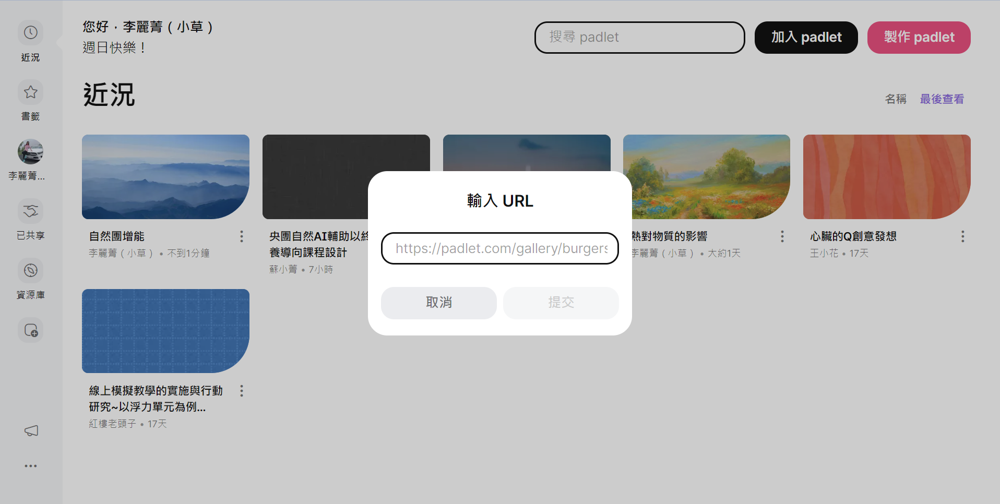 您好，李麗菁（小草）
週日快樂！
搜尋 padlet
加入 padlet
製作 padlet
近況
書籤
李麗菁...
已共享
資源庫
近況
名稱
最後查看
自然團增能
李麗菁（小草） • 不到1分鐘
央團自然AI輔助以
養導向課程設計
蘇小菁 • 7小時
熱對物質的影響
李麗菁（小草） • 大約1天
心臟的Q創意發想
王小花 • 17天
線上模擬教學的實施與行動
研究~以浮力單元為例...
紅樓老頭子 • 17天
輸入 URL
https://padlet.com/gallery/burgers
取消
提交